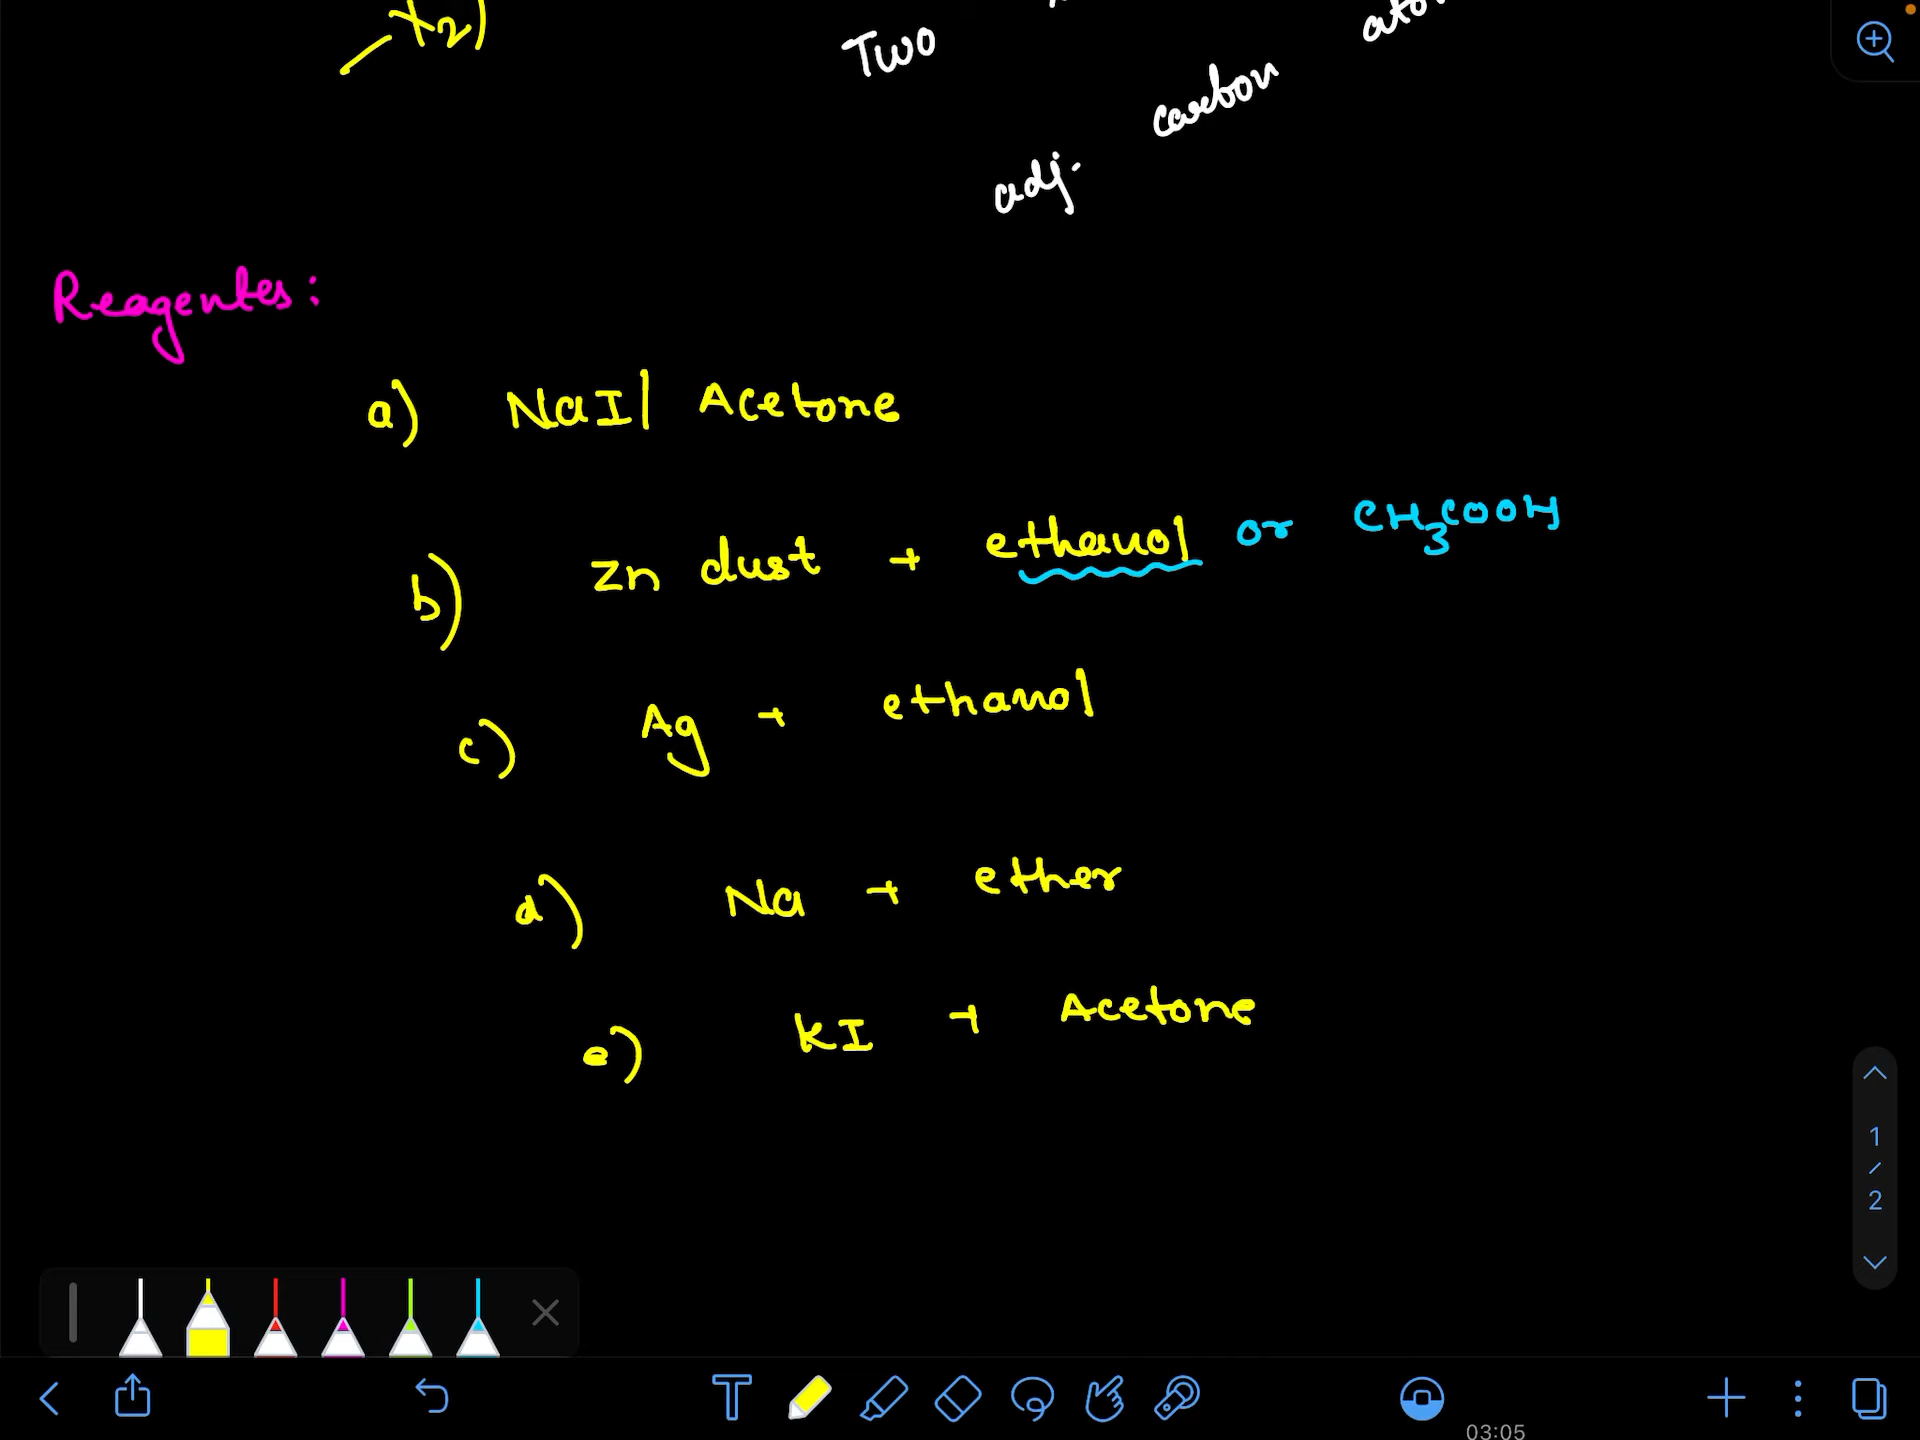 -X₂)
Two
adj. carbon
Reagentes:
a) NaI| Acetone
b) Zn dust + ethanol or CH₃COOH
c) Ag + ethanol
d) Na + ether
e) KI + Acetone
1
/
2
03:05